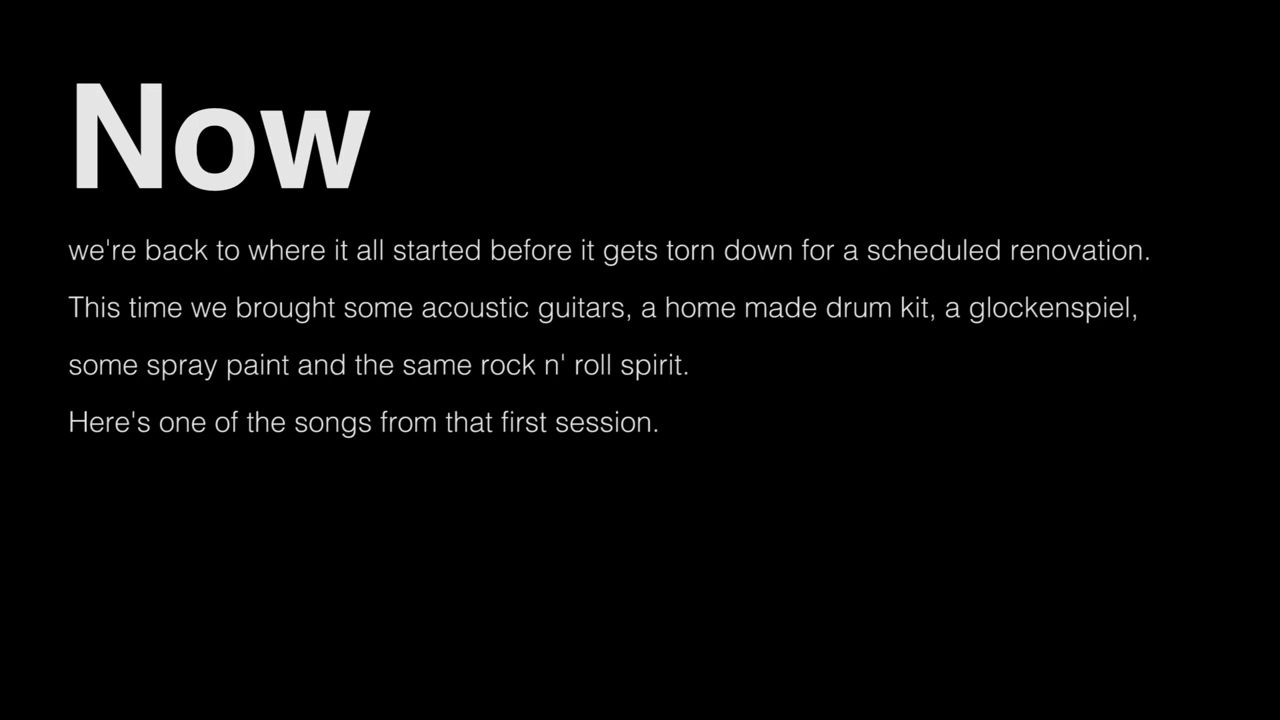 Now
we're back to where it all started before it gets torn down for a scheduled renovation.
This time we brought some acoustic guitars, a home made drum kit, a glockenspiel,
some spray paint and the same rock n' roll spirit.
Here's one of the songs from that first session.